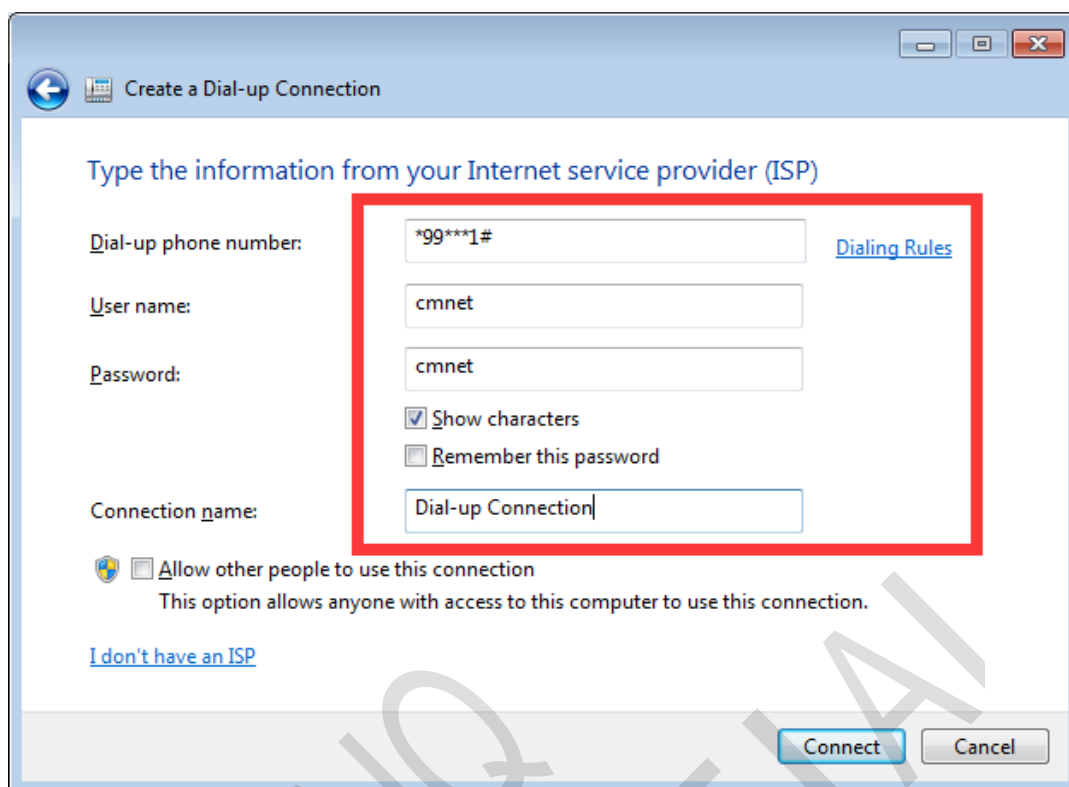 Create a Dial-up Connection
Type the information from your Internet service provider (ISP)
Dial-up phone number: *99***1# Dialing Rules
User name: cmnet
Password: cmnet
Show characters
Remember this password
Connection name: Dial-up Connection
Allow other people to use this connection
This option allows anyone with access to this computer to use this connection.
I don't have an ISP
Connect Cancel